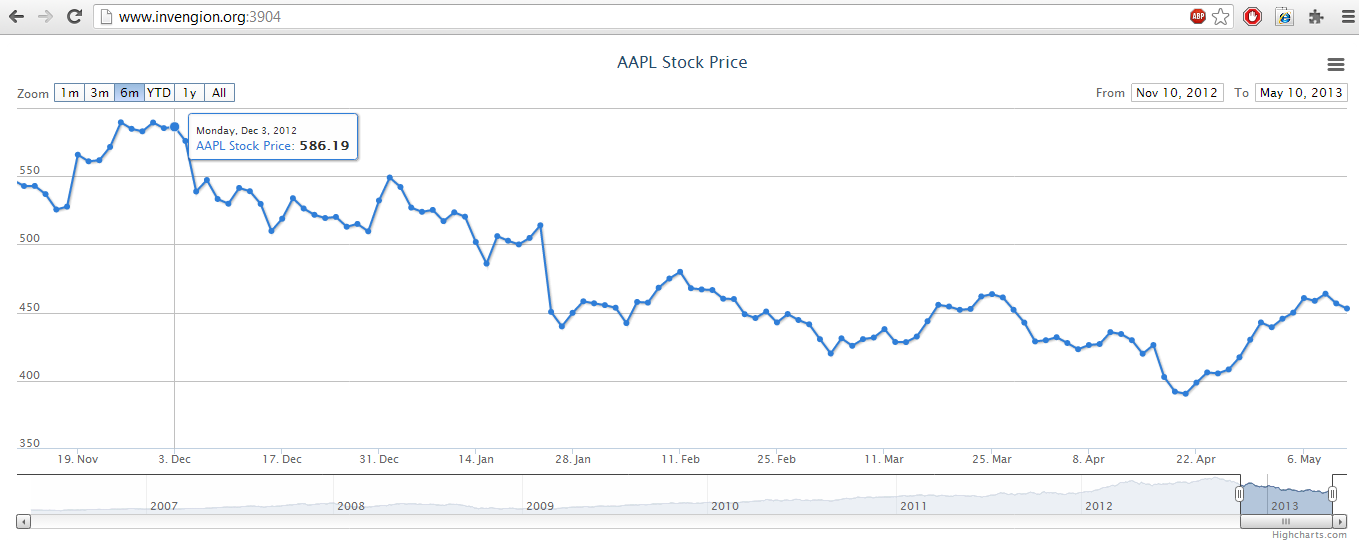 www.invengion.org:3904
ABP
AAPL Stock Price
Zoom 1m 3m 6m YTD 1y All
From Nov 10, 2012 To May 10, 2013
Monday, Dec 3, 2012
AAPL Stock Price: 586.19
550
500
450
400
350
19. Nov 3. Dec 17. Dec 31. Dec 14. Jan 28. Jan 11. Feb 25. Feb 11. Mar 25. Mar 8. Apr 22. Apr 6. May
2007 2008 2009 2010 2011 2012 2013
Highcharts.com